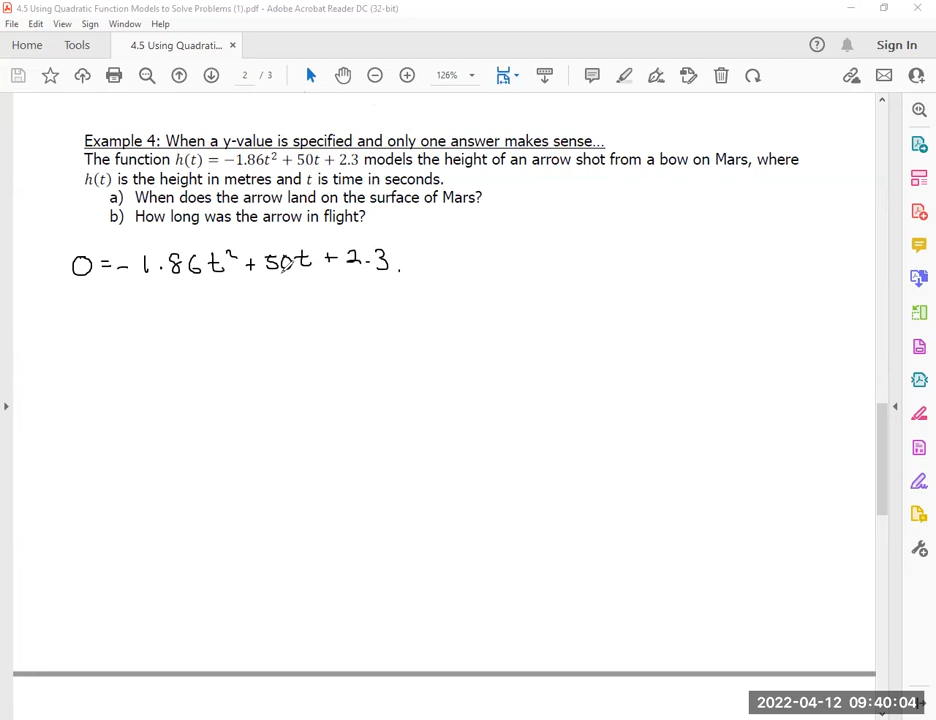 4.5 Using Quadratic Function Models to Solve Problems (1).pdf - Adobe Acrobat Reader DC (32-bit)
File Edit View Sign Window Help
Home Tools 4.5 Using Quadrati... × Sign In
2 / 3 126%
Example 4: When a y-value is specified and only one answer makes sense...
The function h(t) = −1.86t² + 50t + 2.3 models the height of an arrow shot from a bow on Mars, where
h(t) is the height in metres and t is time in seconds.
a) When does the arrow land on the surface of Mars?
b) How long was the arrow in flight?
0 = - 1.86t² + 50t + 2.3.
2022-04-12 09:40:04